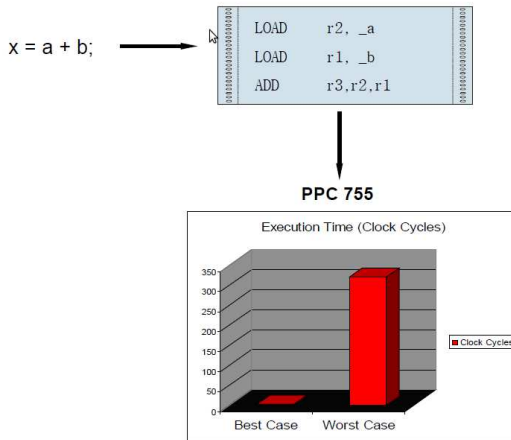 x = a + b;
LOAD r2, _a
LOAD r1, _b
ADD r3,r2,r1
PPC 755
Execution Time (Clock Cycles)
350
300
250
200
150
100
50
0
Clock Cycles
Best Case Worst Case